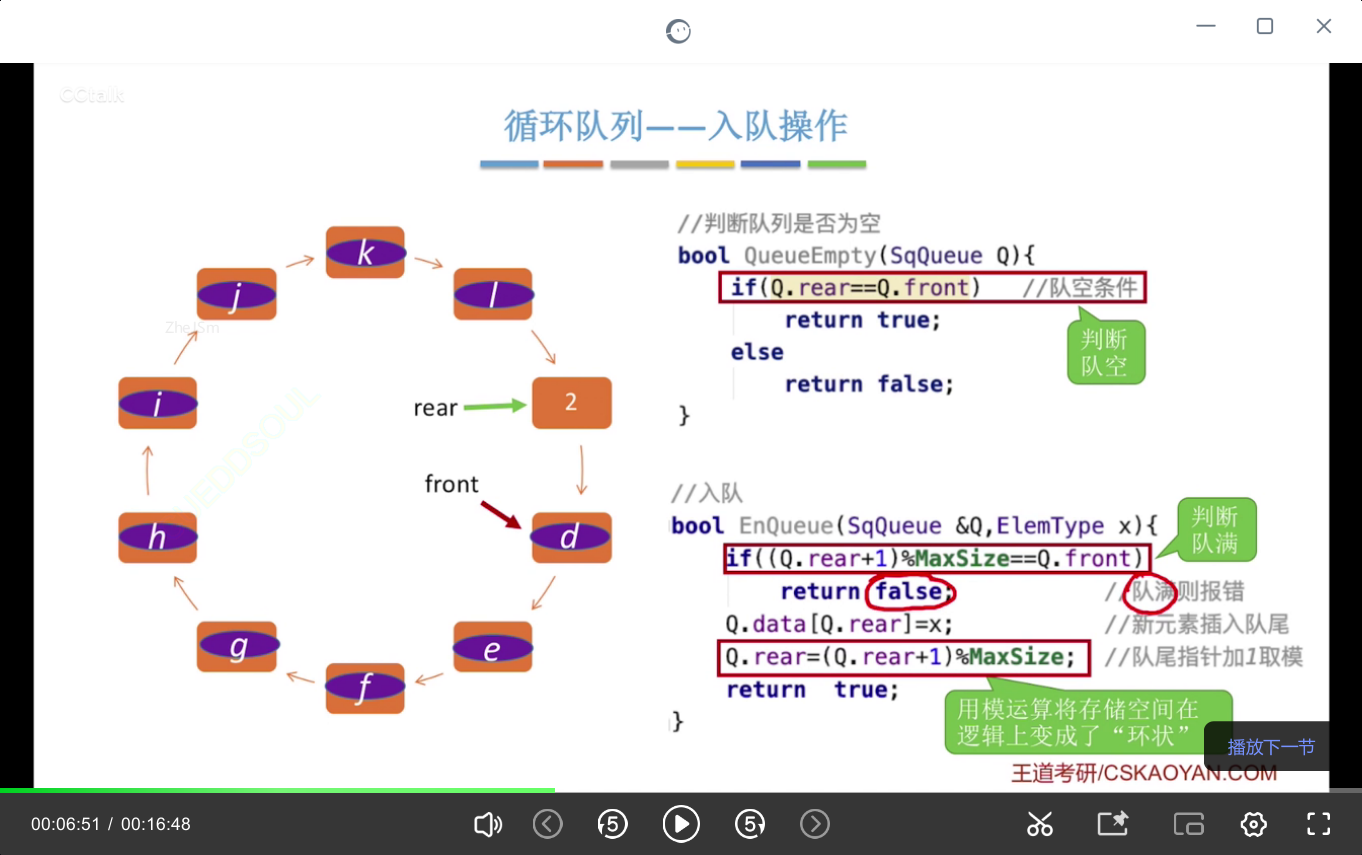 CCtalk
循环队列——入队操作
k
j
l
ZheJSm
i
rear
2
front
h
d
g
e
f
//判断队列是否为空
bool QueueEmpty(SqQueue Q){
if(Q.rear==Q.front) //队空条件
return true;
判断
队空
else
return false;
}
//入队
bool EnQueue(SqQueue &Q,ElemType x){
判断
队满
if((Q.rear+1)%MaxSize==Q.front)
return false; //队满则报错
Q.data[Q.rear]=x; //新元素插入队尾
Q.rear=(Q.rear+1)%MaxSize; //队尾指针加1取模
return true;
}
用模运算将存储空间在
逻辑上变成了“环状”
播放下一节
王道考研/CSKAOYAN.COM
00:06:51 / 00:16:48
5
5